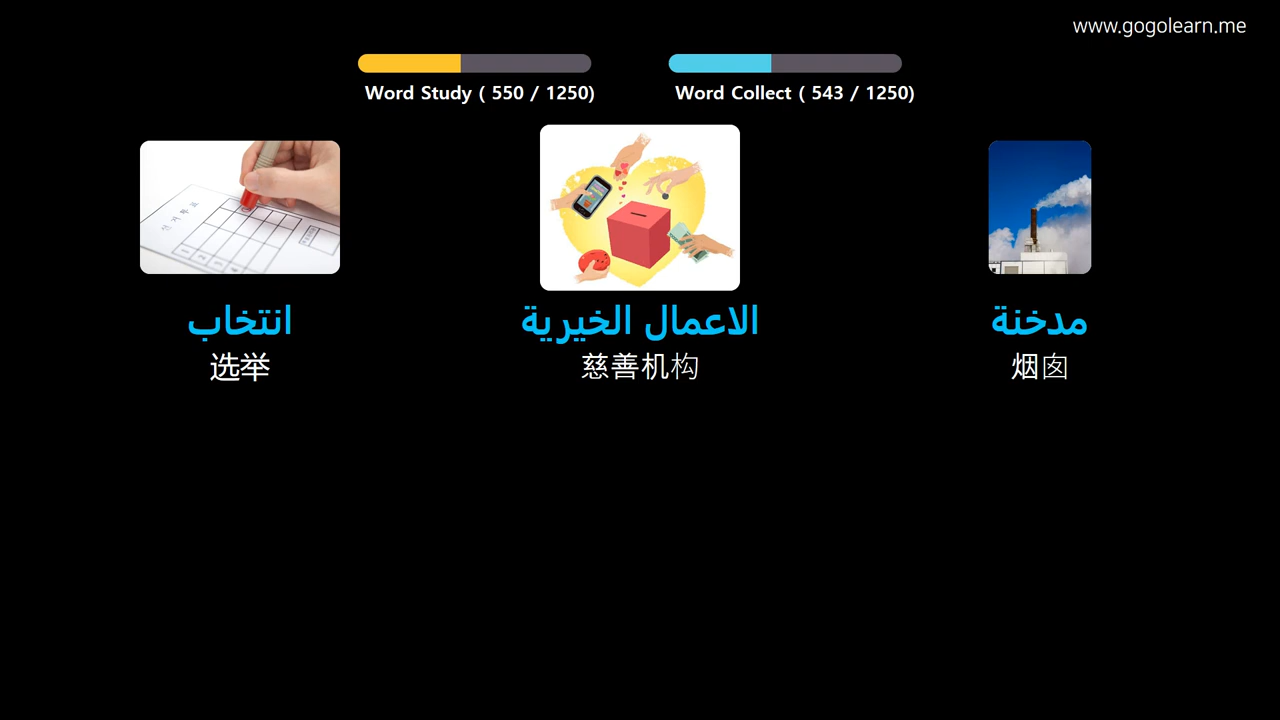 www.gogolearn.me
Word Study ( 550 / 1250)
Word Collect ( 543 / 1250)
انتخاب
选举
الاعمال الخيرية
慈善机构
مدخنة
烟囱